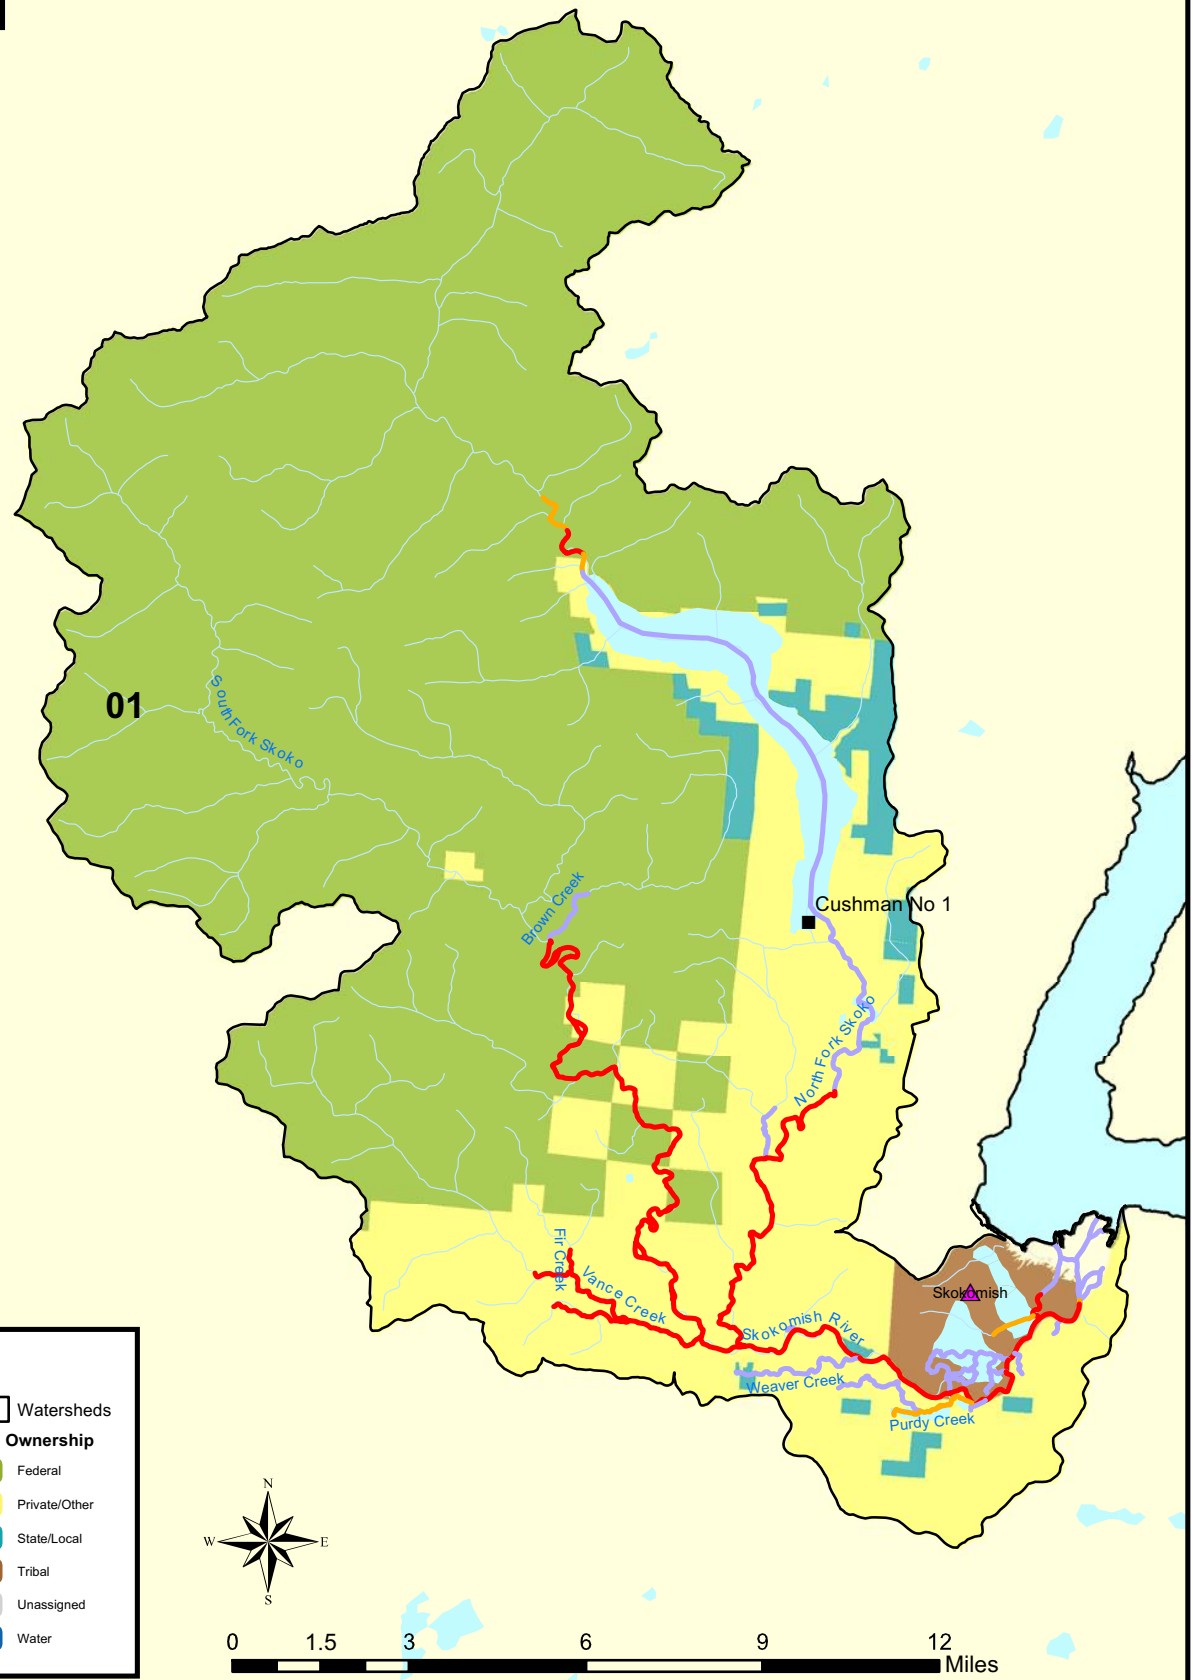 01
South Fork Skoko
Brown Creek
Cushman No 1
North Fork Skoko
Fir Creek
Vance Creek
Skokomish River
Skokomish
Weaver Creek
Purdy Creek
Watersheds
Ownership
Federal
Private/Other
State/Local
Tribal
Unassigned
Water
N
W E
S
0 1.5 3 6 9 12
Miles